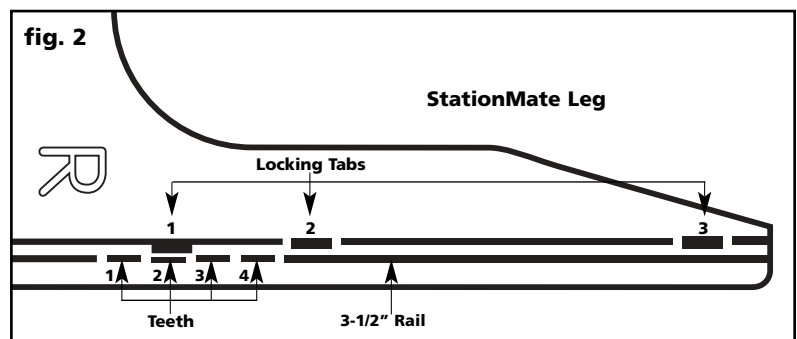 fig. 2
StationMate Leg
R
Locking Tabs
1 2 3
1 2 3 4
Teeth 3-1/2” Rail